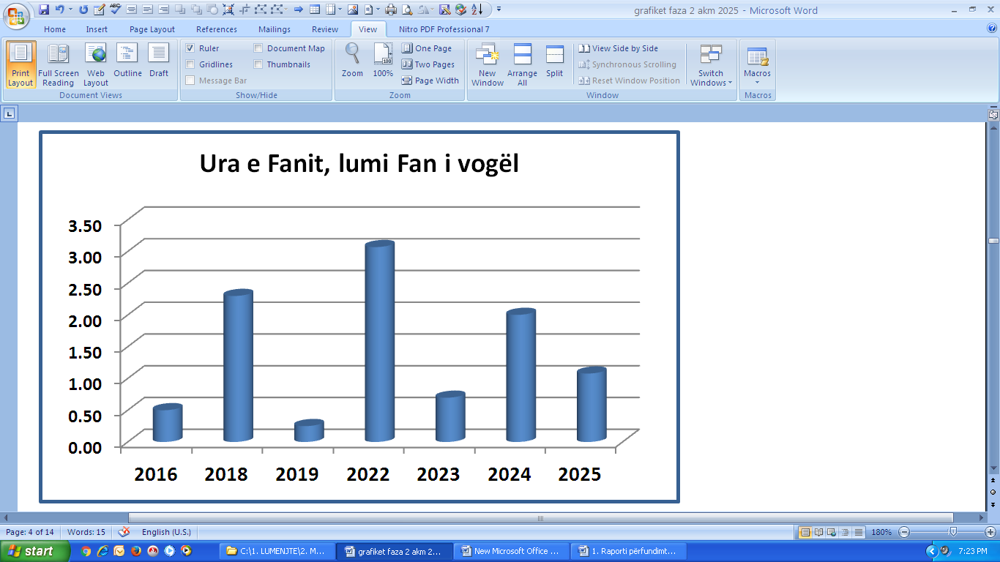 grafiket faza 2 akm 2025 - Microsoft Word
Home Insert Page Layout References Mailings Review View Nitro PDF Professional 7
Print Layout
Full Screen Reading
Web Layout
Outline
Draft
Document Views
Ruler
Gridlines
Message Bar
Document Map
Thumbnails
Show/Hide
Zoom
100%
One Page
Two Pages
Page Width
Zoom
New Window
Arrange All
Split
View Side by Side
Synchronous Scrolling
Reset Window Position
Window
Switch Windows
Macros
Macros
Ura e Fanit, lumi Fan i vogël
3.50
3.00
2.50
2.00
1.50
1.00
0.50
0.00
2016 2018 2019 2022 2023 2024 2025
Page: 4 of 14 Words: 15 English (U.S.) 180%
start C:\1. LUMENJTE\2. M... grafiket faza 2 akm 2... New Microsoft Office ... 1. Raporti përfundimt... 7:23 PM